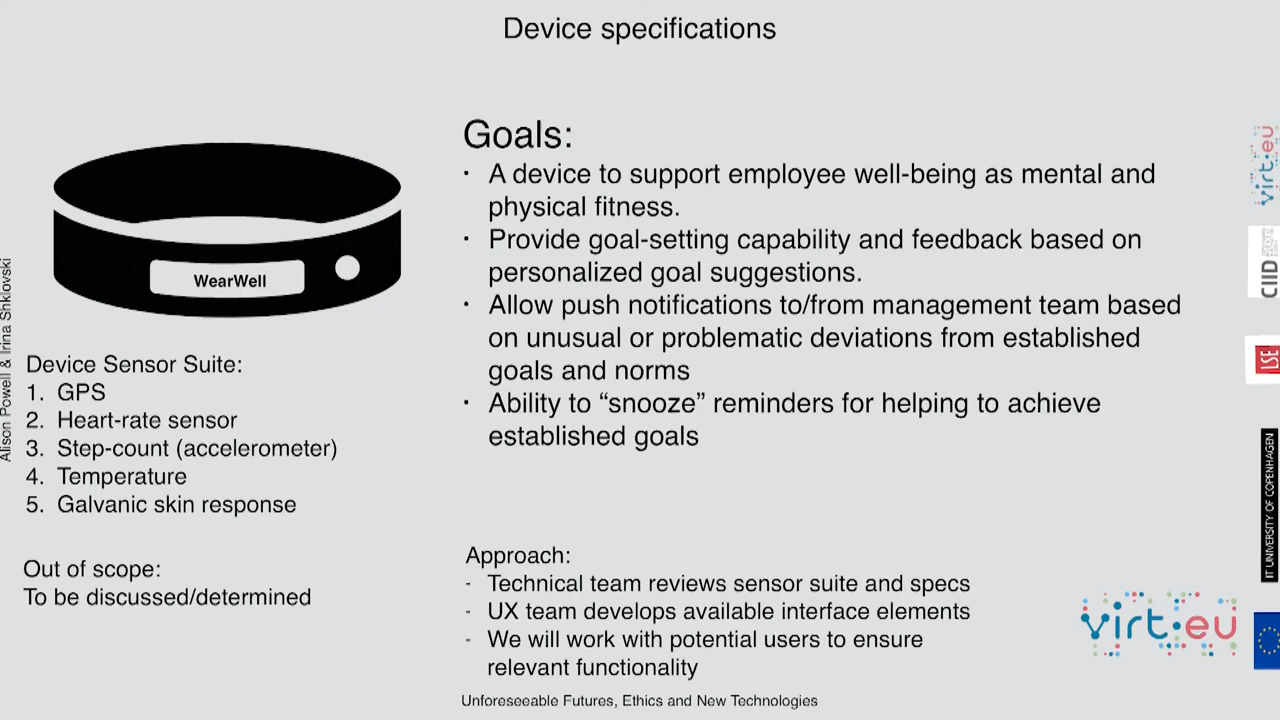 Device specifications
WearWell
Device Sensor Suite:
1. GPS
2. Heart-rate sensor
3. Step-count (accelerometer)
4. Temperature
5. Galvanic skin response
Out of scope:
To be discussed/determined
Goals:
· A device to support employee well-being as mental and
physical fitness.
· Provide goal-setting capability and feedback based on
personalized goal suggestions.
· Allow push notifications to/from management team based
on unusual or problematic deviations from established
goals and norms
· Ability to “snooze” reminders for helping to achieve
established goals
Approach:
- Technical team reviews sensor suite and specs
- UX team develops available interface elements
- We will work with potential users to ensure
relevant functionality
Unforeseeable Futures, Ethics and New Technologies
Alison Powell & Irina Shklovski
virt:eu
CIID
LSE
IT UNIVERSITY OF COPENHAGEN
virt:eu